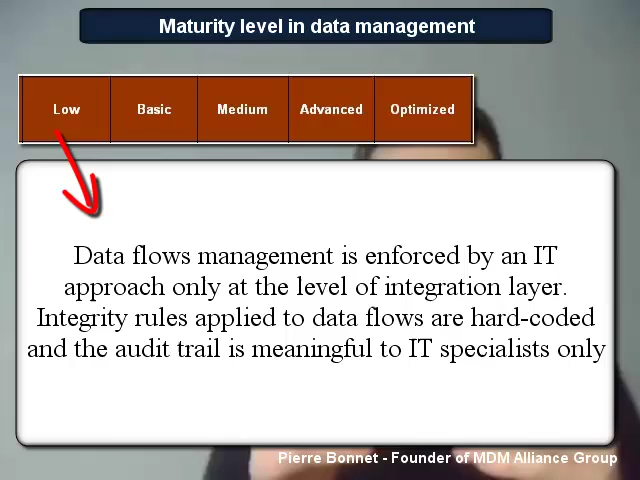 Maturity level in data management
Low Basic Medium Advanced Optimized
Data flows management is enforced by an IT
approach only at the level of integration layer.
Integrity rules applied to data flows are hard-coded
and the audit trail is meaningful to IT specialists only
Pierre Bonnet - Founder of MDM Alliance Group